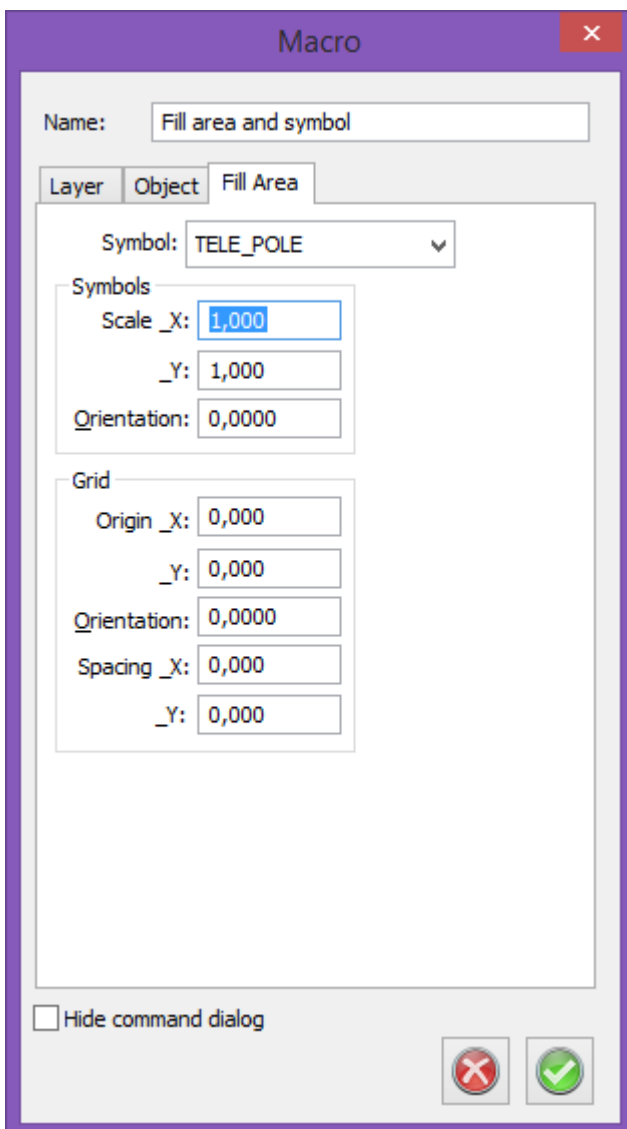 Macro
Name: Fill area and symbol
Layer Object Fill Area
Symbol: TELE_POLE
Symbols
Scale _X: 1,000
_Y: 1,000
Orientation: 0,0000
Grid
Origin _X: 0,000
_Y: 0,000
Orientation: 0,0000
Spacing _X: 0,000
_Y: 0,000
Hide command dialog